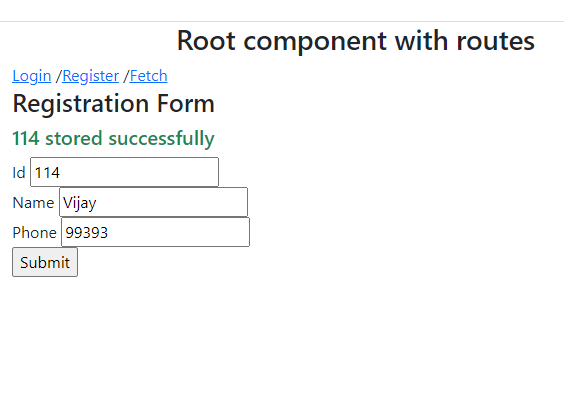 Root component with routes
Login /Register /Fetch
Registration Form
114 stored successfully
Id 114
Name Vijay
Phone 99393
Submit